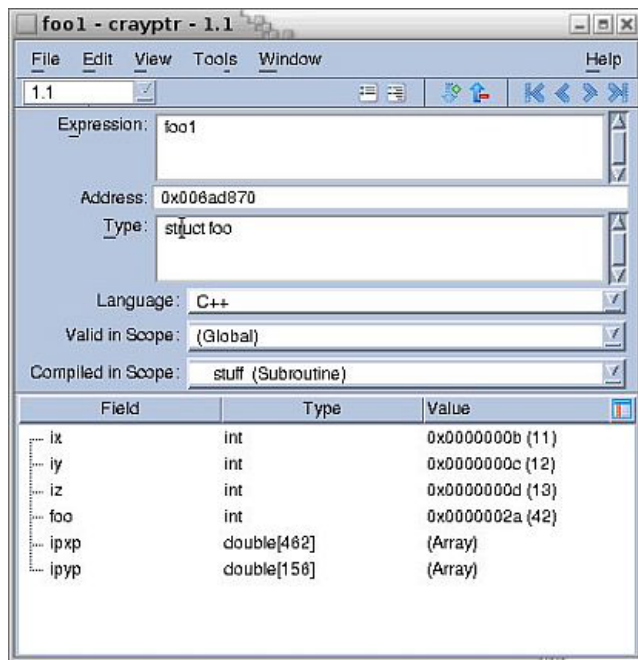 foo1 - crayptr - 1.1
File Edit View Tools Window Help
1.1
Expression: foo1
Address: 0x006ad870
Type: struct foo
Language: C++
Valid in Scope: (Global)
Compiled in Scope: stuff (Subroutine)
Field Type Value
ix int 0x0000000b (11)
iy int 0x0000000c (12)
iz int 0x0000000d (13)
foo int 0x0000002a (42)
ipxp double[462] (Array)
ipyp double[156] (Array)